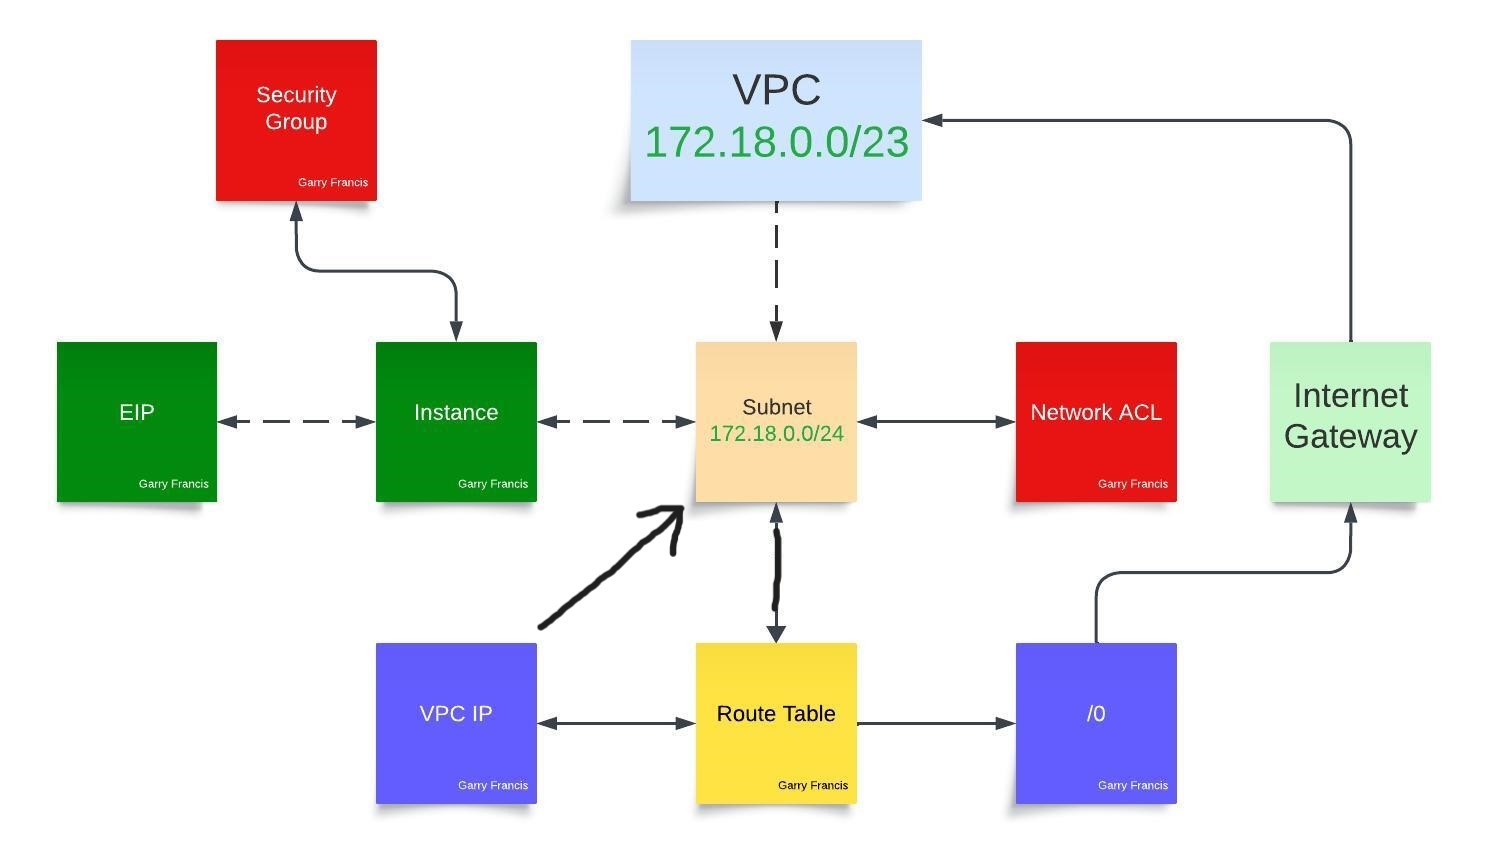 Security
Group
Garry Francis
VPC
172.18.0.0/23
EIP
Garry Francis
Instance
Garry Francis
Subnet
172.18.0.0/24
Network ACL
Garry Francis
Internet
Gateway
VPC IP
Garry Francis
Route Table
Garry Francis
/0
Garry Francis